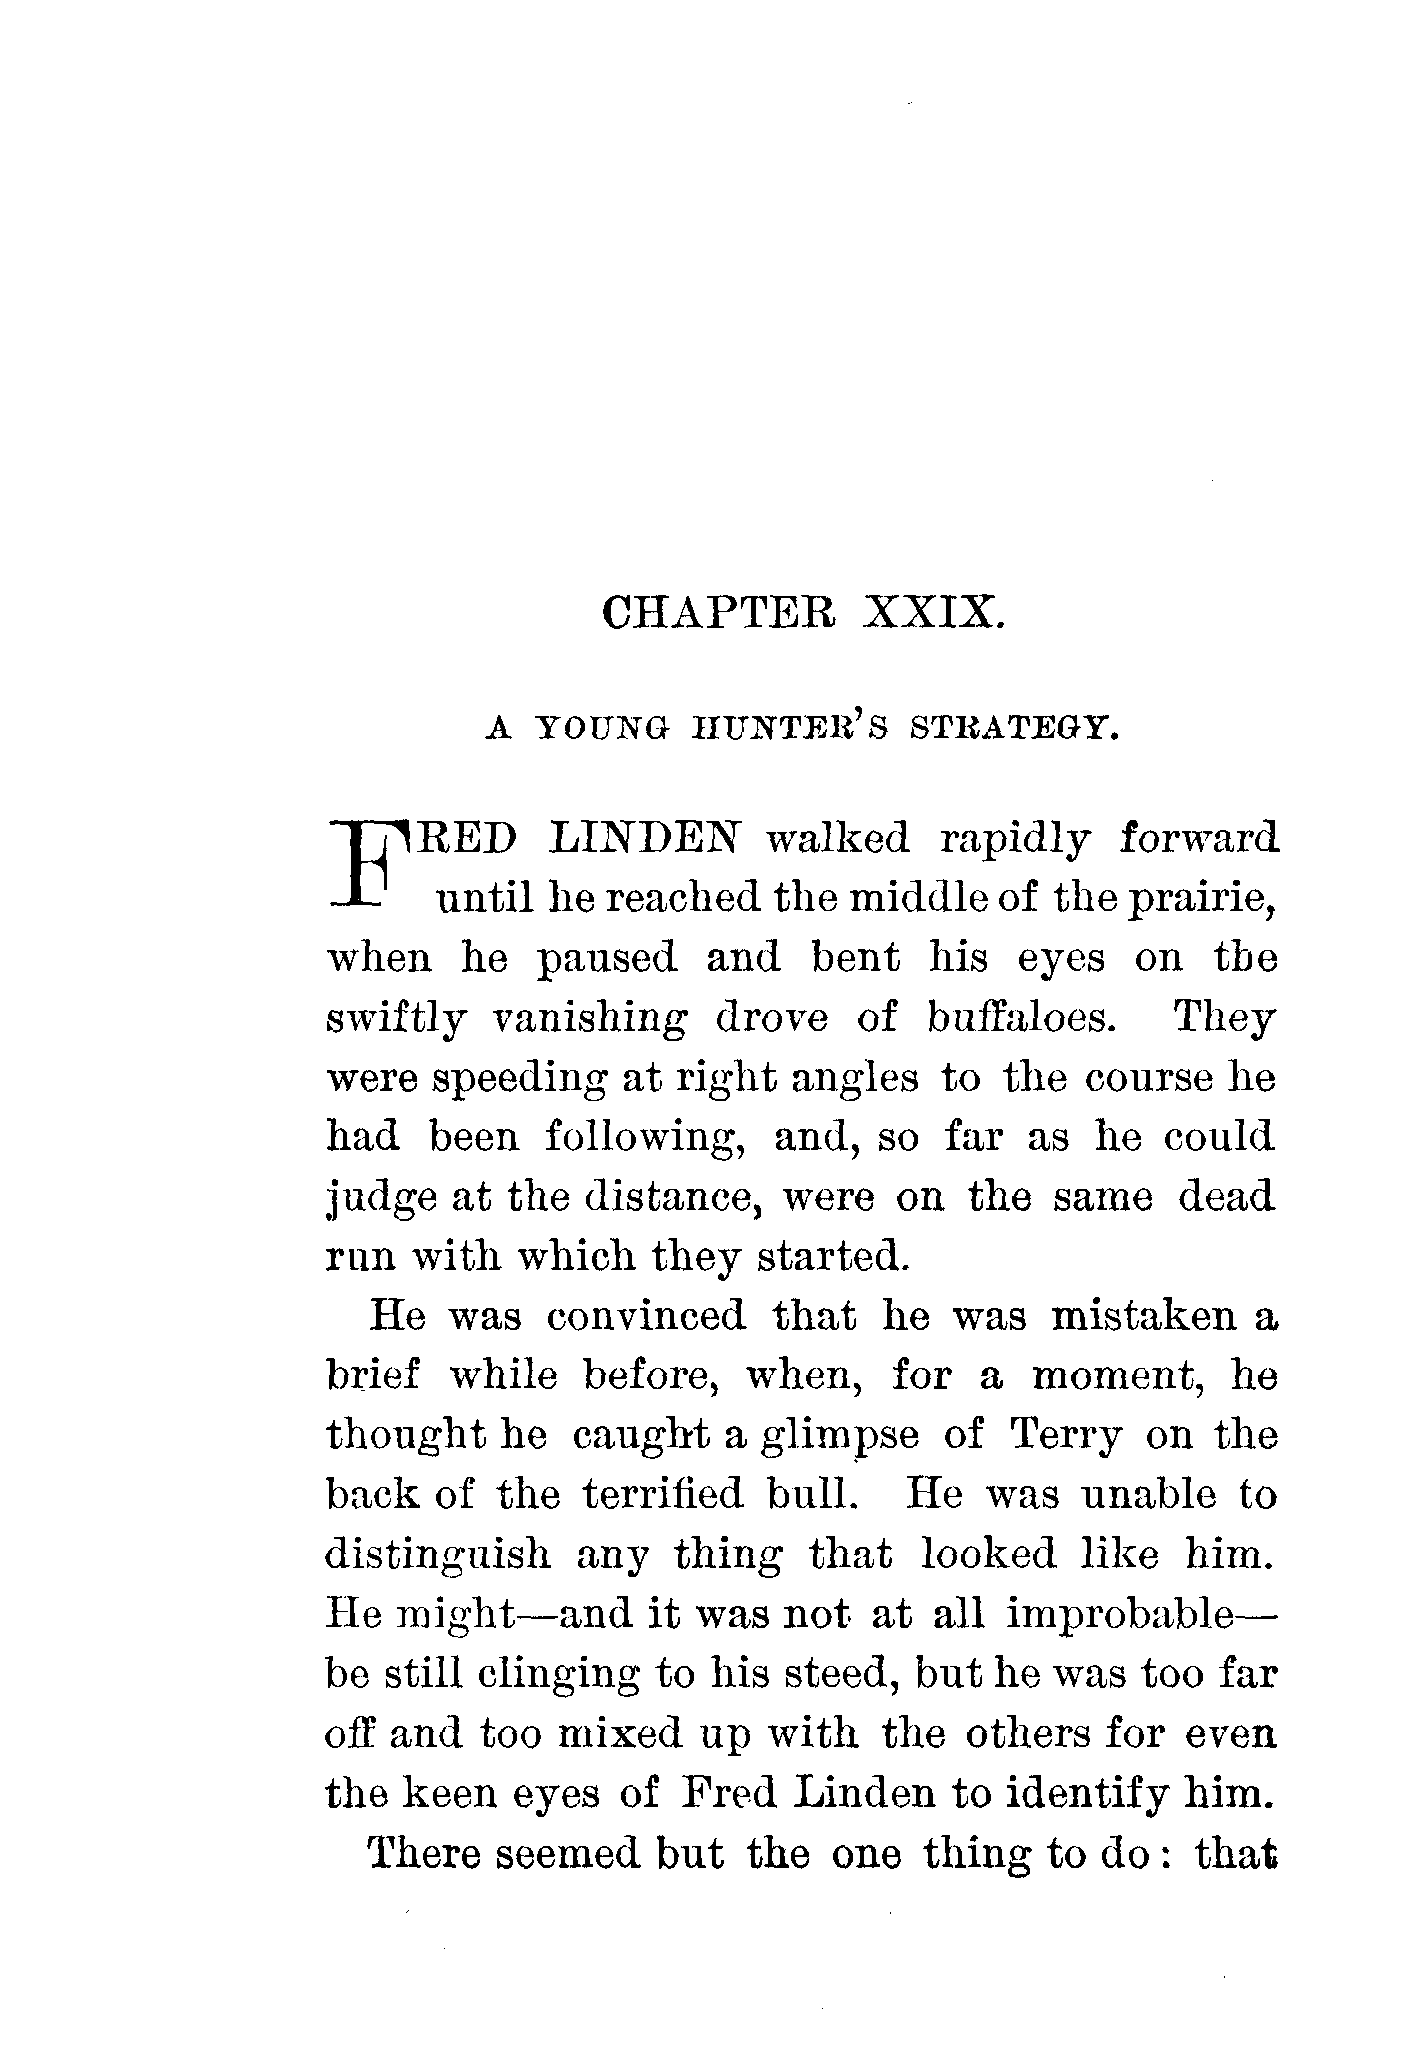 CHAPTER XXIX.
A YOUNG HUNTER'S STRATEGY.
FRED LINDEN walked rapidly forward
until he reached the middle of the prairie,
when he paused and bent his eyes on the
swiftly vanishing drove of buffaloes. They
were speeding at right angles to the course he
had been following, and, so far as he could
judge at the distance, were on the same dead
run with which they started.
He was convinced that he was mistaken a
brief while before, when, for a moment, he
thought he caught a glimpse of Terry on the
back of the terrified bull. He was unable to
distinguish any thing that looked like him.
He might—and it was not at all improbable—
be still clinging to his steed, but he was too far
off and too mixed up with the others for even
the keen eyes of Fred Linden to identify him.
There seemed but the one thing to do: that